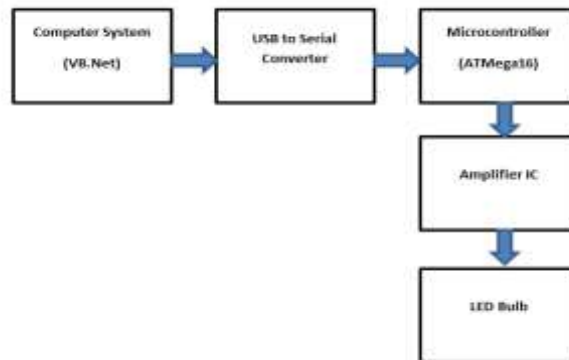 Computer System
(VB.Net)
USB to Serial
Converter
Microcontroller
(ATMega16)
Amplifier IC
LED Bulb